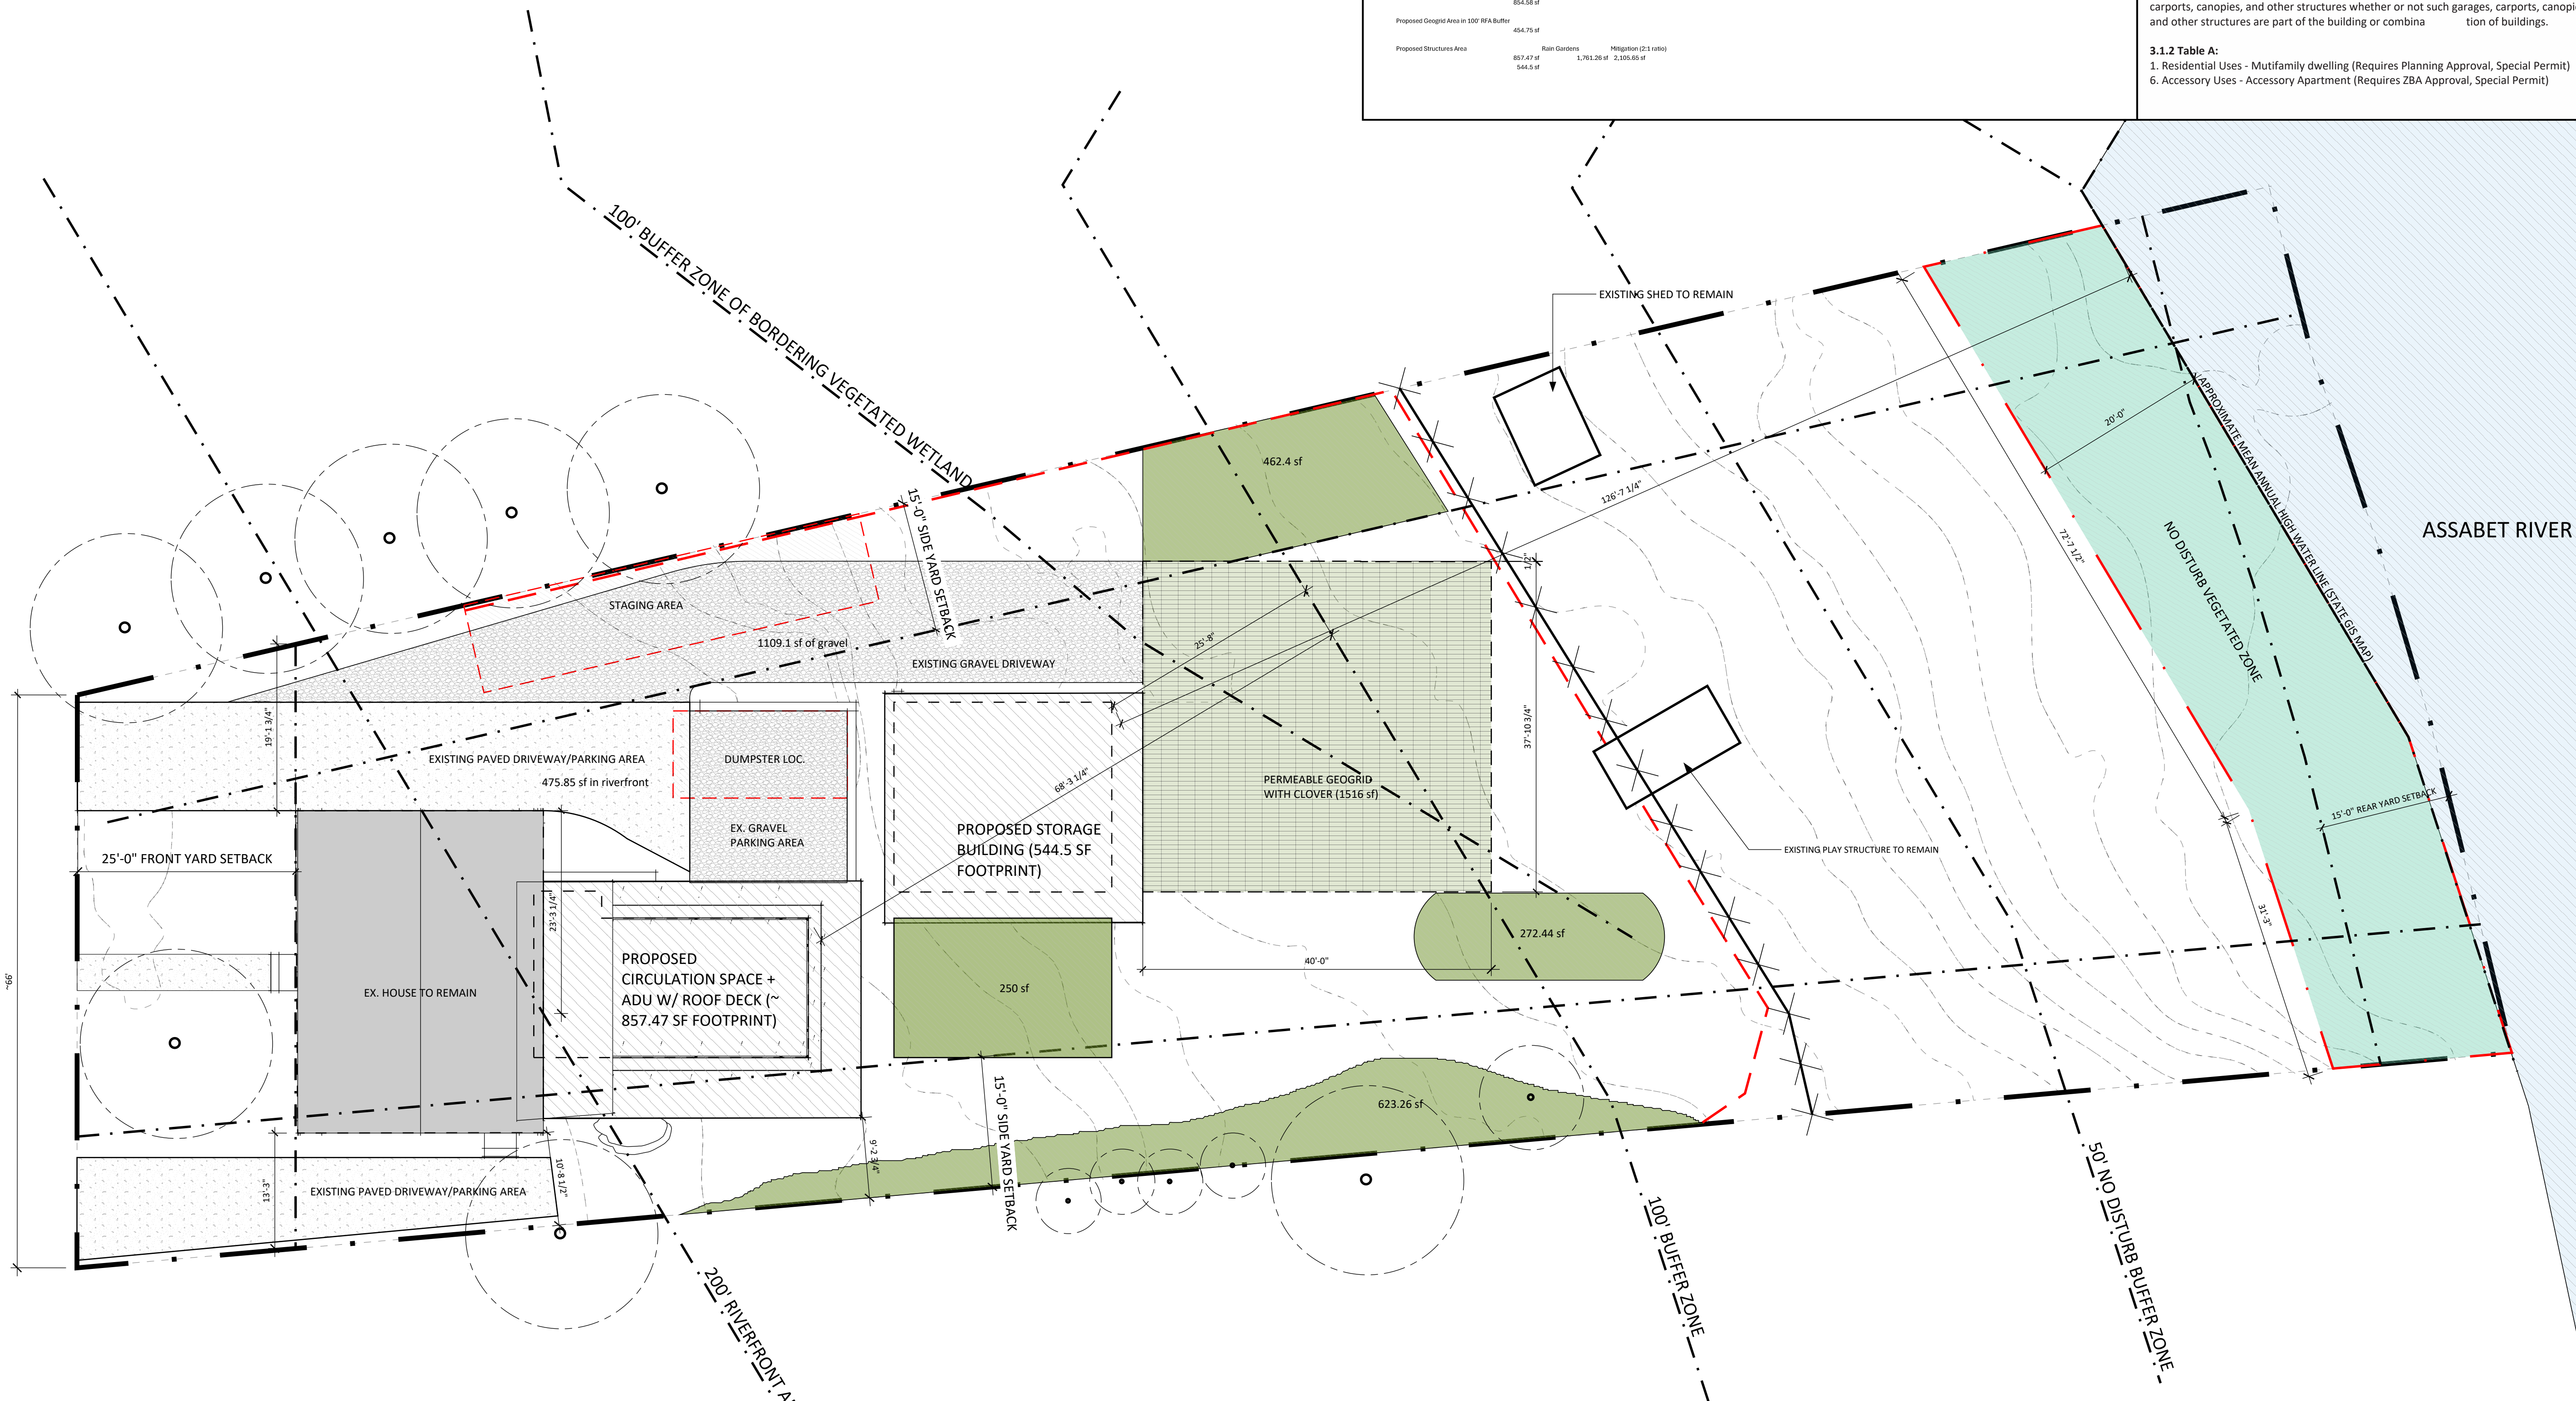 854.58 sf
Proposed Geogrid Area in 100' RFA Buffer
454.75 sf
Proposed Structures Area Rain Gardens Mitigation (2:1 ratio)
857.47 sf 1,761.26 sf 2,105.65 sf
544.5 sf
carports, canopies, and other structures whether or not such garages, carports,
and other structures are part of the building or combina tion of buildings.
3.1.2 Table A:
1. Residential Uses - Mutifamily dwelling (Requires Planning Approval, Special Permit)
6. Accessory Uses - Accessory Apartment (Requires ZBA Approval, Special Permit)
100' BUFFER ZONE OF BORDERING VEGETATED WETLAND
EXISTING SHED TO REMAIN
462.4 sf
126'-7 1/4"
20'-0"
APPROXIMATE MEAN ANNUAL HIGH WATER LINE (STATE GIS MAP)
72'-7 1/2"
NO DISTURB VEGETATED ZONE
ASSABET RIVER
15'-0" SIDE YARD SETBACK
STAGING AREA
1109.1 sf of gravel
EXISTING GRAVEL DRIVEWAY
25'-8"
1/2"
19'-1 3/4"
EXISTING PAVED DRIVEWAY/PARKING AREA
475.85 sf in riverfront
DUMPSTER LOC.
68'-3 1/4"
37'-10 3/4"
PERMEABLE GEOGRID
WITH CLOVER (1516 sf)
EX. GRAVEL
PARKING AREA
PROPOSED STORAGE
BUILDING (544.5 SF
FOOTPRINT)
EXISTING PLAY STRUCTURE TO REMAIN
15'-0" REAR YARD SETBACK
25'-0" FRONT YARD SETBACK
23'-3 1/4"
31'-3"
272.44 sf
~66'
EX. HOUSE TO REMAIN
PROPOSED
CIRCULATION SPACE +
ADU W/ ROOF DECK (~
857.47 SF FOOTPRINT)
250 sf
40'-0"
15'-0" SIDE YARD SETBACK
623.26 sf
9'-2 3/4"
10'-8 1/2"
13'-3"
EXISTING PAVED DRIVEWAY/PARKING AREA
200' RIVERFRONT
100' BUFFER ZONE
50' NO DISTURB BUFFER ZONE